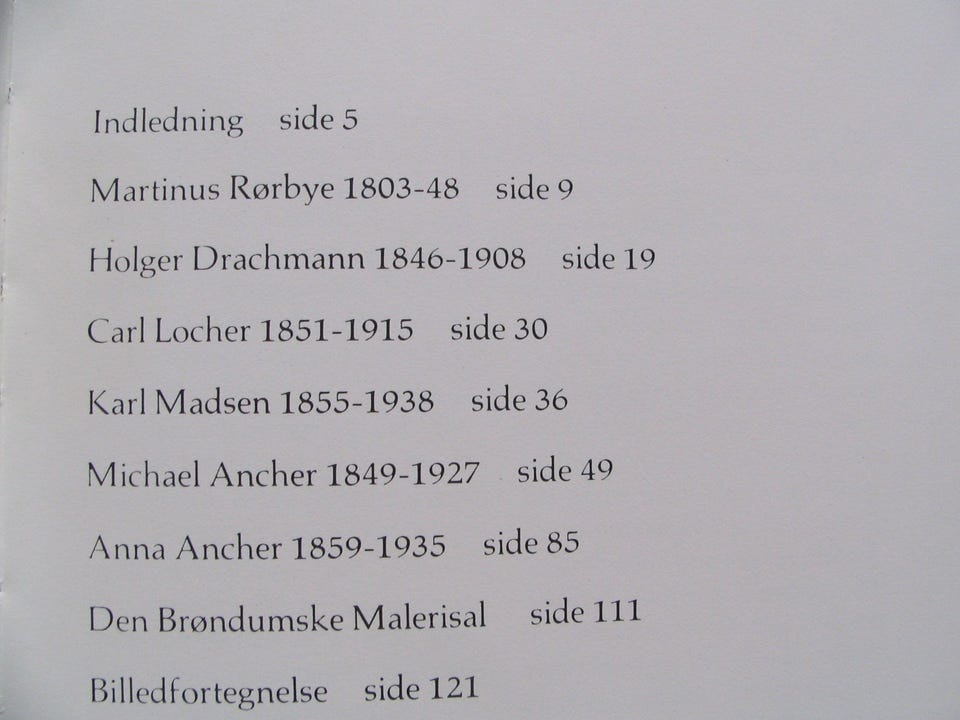 Indledning side 5
Martinus Rørbye 1803-48 side 9
Holger Drachmann 1846-1908 side 19
Carl Locher 1851-1915 side 30
Karl Madsen 1855-1938 side 36
Michael Ancher 1849-1927 side 49
Anna Ancher 1859-1935 side 85
Den Brøndumske Malerisal side 111
Billedfortegnelse side 121